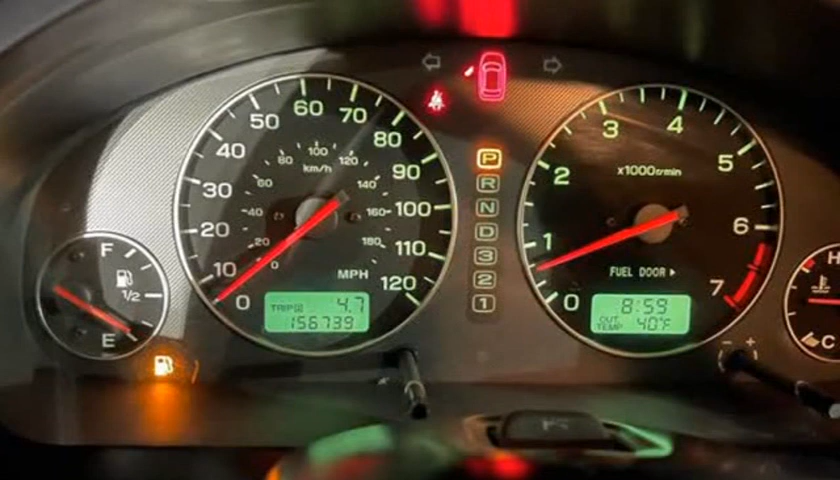 60
50 70
40 80
30 90
20 100
10 110
0 120
80 100 120
km/h
60 140
40 160
20 180
0
MPH
TRIP 4.7
156739
F
1/2
E
P
R
N
D
3
2
1
3 4
2 5
1 6
0 7
x1000r/min
FUEL DOOR
8:59
OUT
TEMP 40°F
H
C
- +